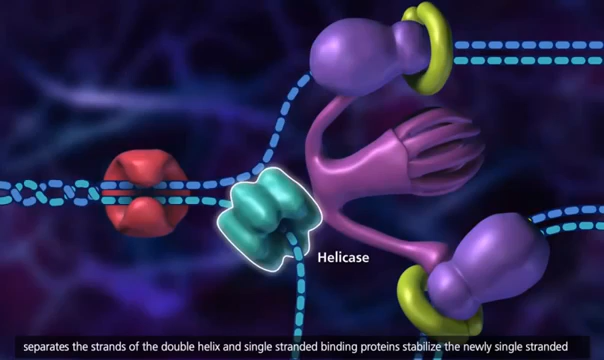 Helicase
separates the strands of the double helix and single stranded binding proteins stabilize the newly single stranded